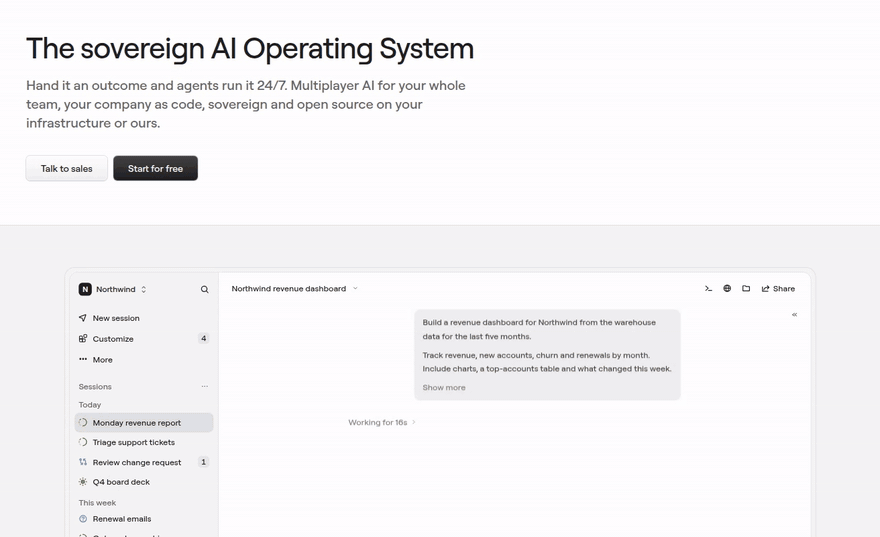 The sovereign AI Operating System
Hand it an outcome and agents run it 24/7. Multiplayer AI for your whole
team, your company as code, sovereign and open source on your
infrastructure or ours.
Talk to sales
Start for free
N
Northwind
New session
Customize
4
More
Sessions
Today
Monday revenue report
Triage support tickets
Review change request
1
Q4 board deck
This week
Renewal emails
Northwind revenue dashboard
Share
Build a revenue dashboard for Northwind from the warehouse
data for the last five months.
Track revenue, new accounts, churn and renewals by month.
Include charts, a top-accounts table and what changed this week.
Show more
Working for 16s